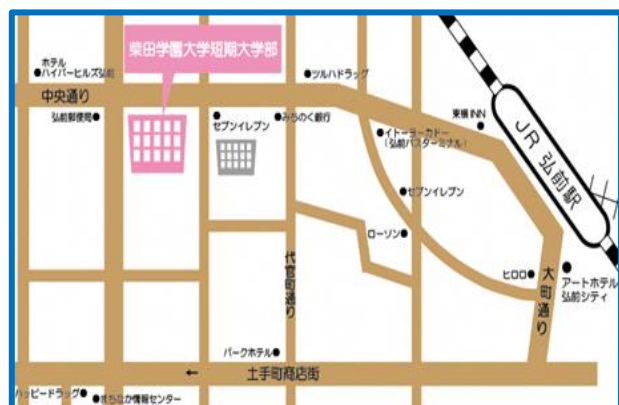 柴田学園大学短期大学部
ホテル
ハイパーヒルズ弘前
中央通り
弘前郵便局
セブンイレブン
みちのく銀行
ツルハドラッグ
東横INN
イトーヨーカドー
(弘前バスターミナル)
JR 弘前駅
セブンイレブン
ローソン
ヒロロ
大町通り
アートホテル
弘前シティ
代官町通り
パークホテル
←
土手町商店街
ハッピードラッグ
まちなか情報センター